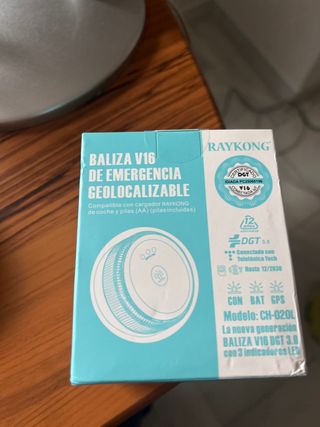 BALIZA V16
DE EMERGENCIA
GEOLOCALIZABLE
Compatible con cargador RAYKONG
de coche y pilas (AA) (pilas incluidas)
RAYKONG
DGT
V16
12
DGT 3.0
Conectado con
Telefónica Tech
Hasta 12/2038
CON BAT GPS
Modelo: CH-020L
La nueva generación
BALIZA V16 DGT 3.0
con 3 indicadores LED